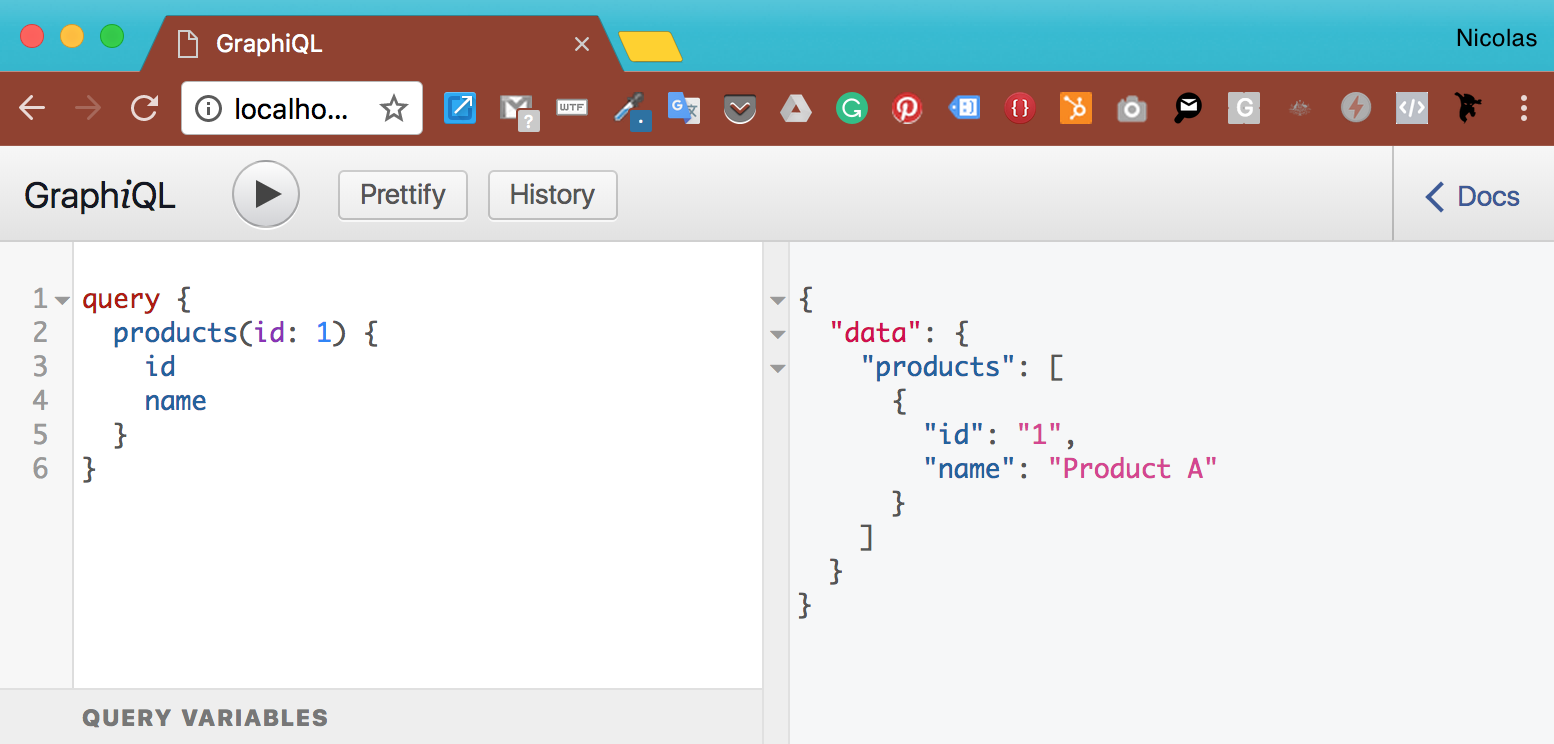 GraphiQL
Nicolas
localho...
?
WTF
G
{}
G
</>
GraphiQL
Prettify
History
Docs
1 query {
2 products(id: 1) {
3 id
4 name
5 }
6 }
QUERY VARIABLES
{
"data": {
"products": [
{
"id": "1",
"name": "Product A"
}
]
}
}